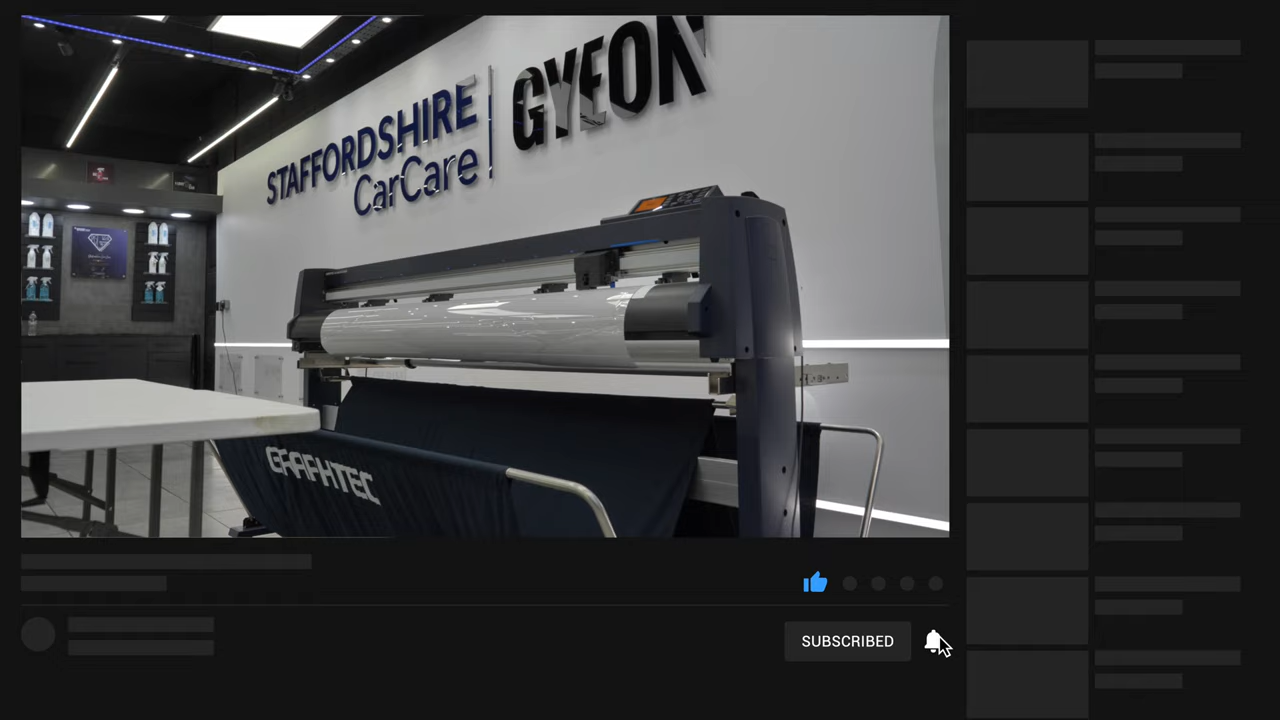 STAFFORDSHIRE
CarCare
GYEON
GRAPHTEC
SUBSCRIBED